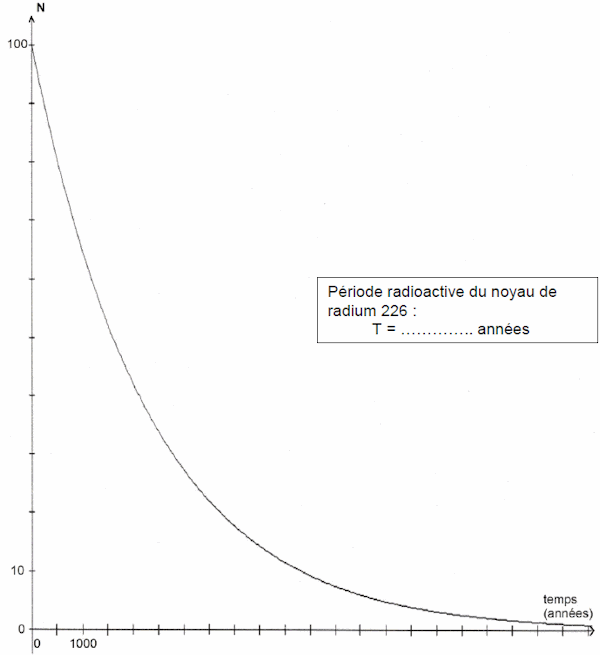 N
100
Période radioactive du noyau de
radium 226 :
T = ………….. années
10
temps
(années)
0
0 1000